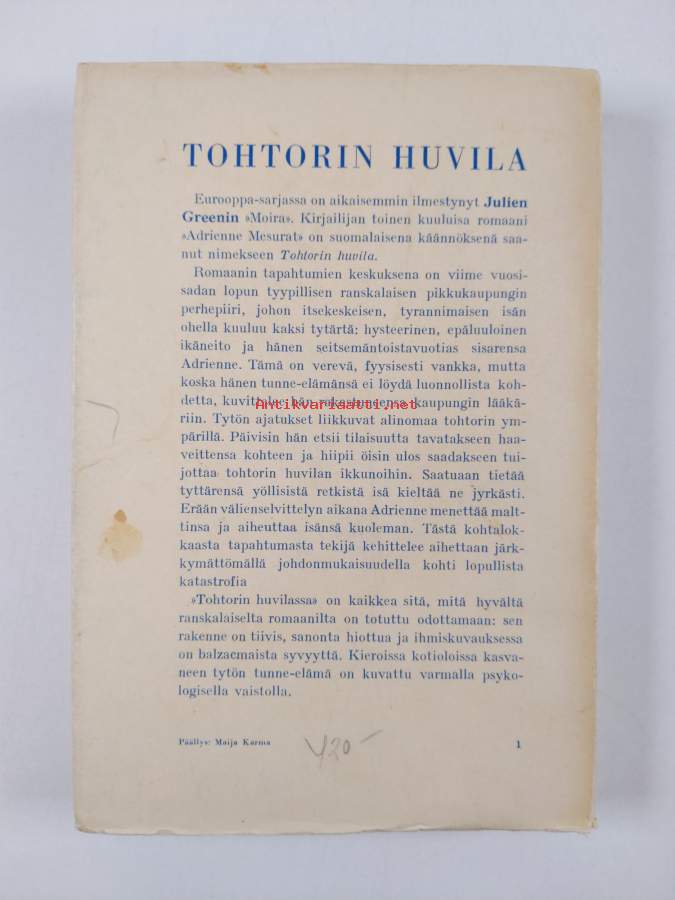 TOHTORIN HUVILA
Eurooppa-sarjassa on aikaisemmin ilmestynyt Julien
Greenin »Moira». Kirjailijan toinen kuuluisa romaani
»Adrienne Mesurat» on suomalaisena käännöksenä saa-
nut nimekseen Tohtorin huvila.
Romaanin tapahtumien keskuksena on viime vuosi-
sadan lopun tyypillisen ranskalaisen pikkukaupungin
perhepiiri, johon itsekeskeisen, tyrannimaisen isän
ohella kuuluu kaksi tytärtä: hysteerinen, epäluuloinen
ikäneito ja hänen seitsemäntoistavuotias sisarensa
Adrienne. Tämä on verevä, fyysisesti vankka, mutta
koska hänen tunne-elämänsä ei löydä luonnollista koh-
detta, kuvittelee hän rakastuneensa kaupungin lääkä-
Antikvariaatti.net
riin. Tytön ajatukset liikkuvat alinomaa tohtorin ym-
pärillä. Päivisin hän etsii tilaisuutta tavatakseen haa-
veittensa kohteen ja hiipii öisin ulos saadakseen tui-
jottaa tohtorin huvilan ikkunoihin. Saatuaan tietää
tyttärensä yöllisistä retkistä isä kieltää ne jyrkästi.
Erään välienselvittelyn aikana Adrienne menettää malt-
tinsa ja aiheuttaa isänsä kuoleman. Tästä kohtalok-
kaasta tapahtumasta tekijä kehittelee aihettaan järk-
kymättömällä johdonmukaisuudella kohti lopullista
katastrofia
»Tohtorin huvilassa» on kaikkea sitä, mitä hyvältä
ranskalaiselta romaanilta on totuttu odottamaan: sen
rakenne on tiivis, sanonta hiottua ja ihmiskuvauksessa
on balzacmaista syvyyttä. Kieroissa kotioloissa kasva-
neen tytön tunne-elämä on kuvattu varmalla psyko-
logisella vaistolla.
Päällys: Maija Karma
420 –
1